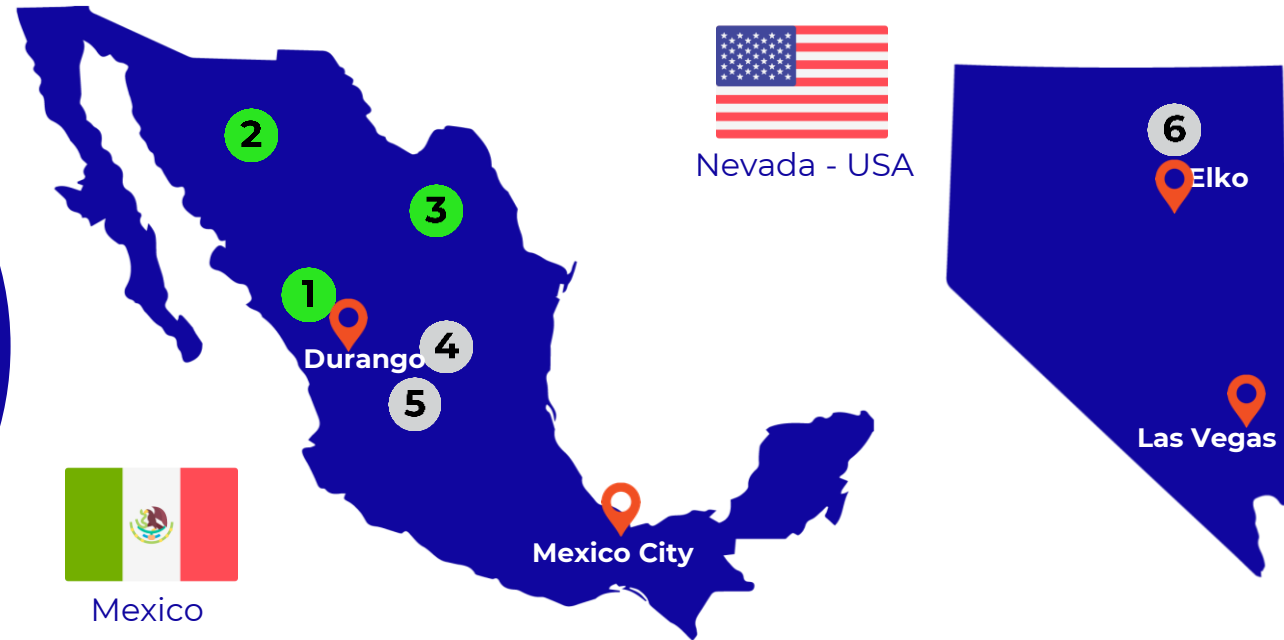 2
3
1
Durango
4
5
Mexico City
Mexico
Nevada - USA
6
Elko
Las Vegas